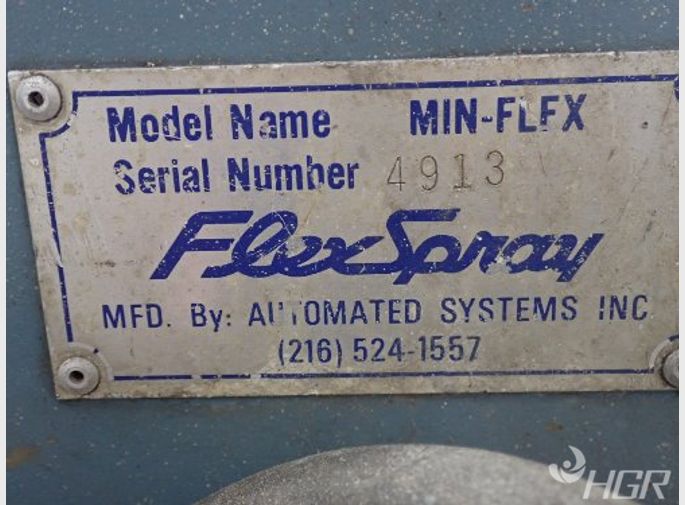 Model Name MIN-FLFX
Serial Number 4913
FlexSpray
MFD. By: AUTOMATED SYSTEMS INC
(216) 524-1557
HGR